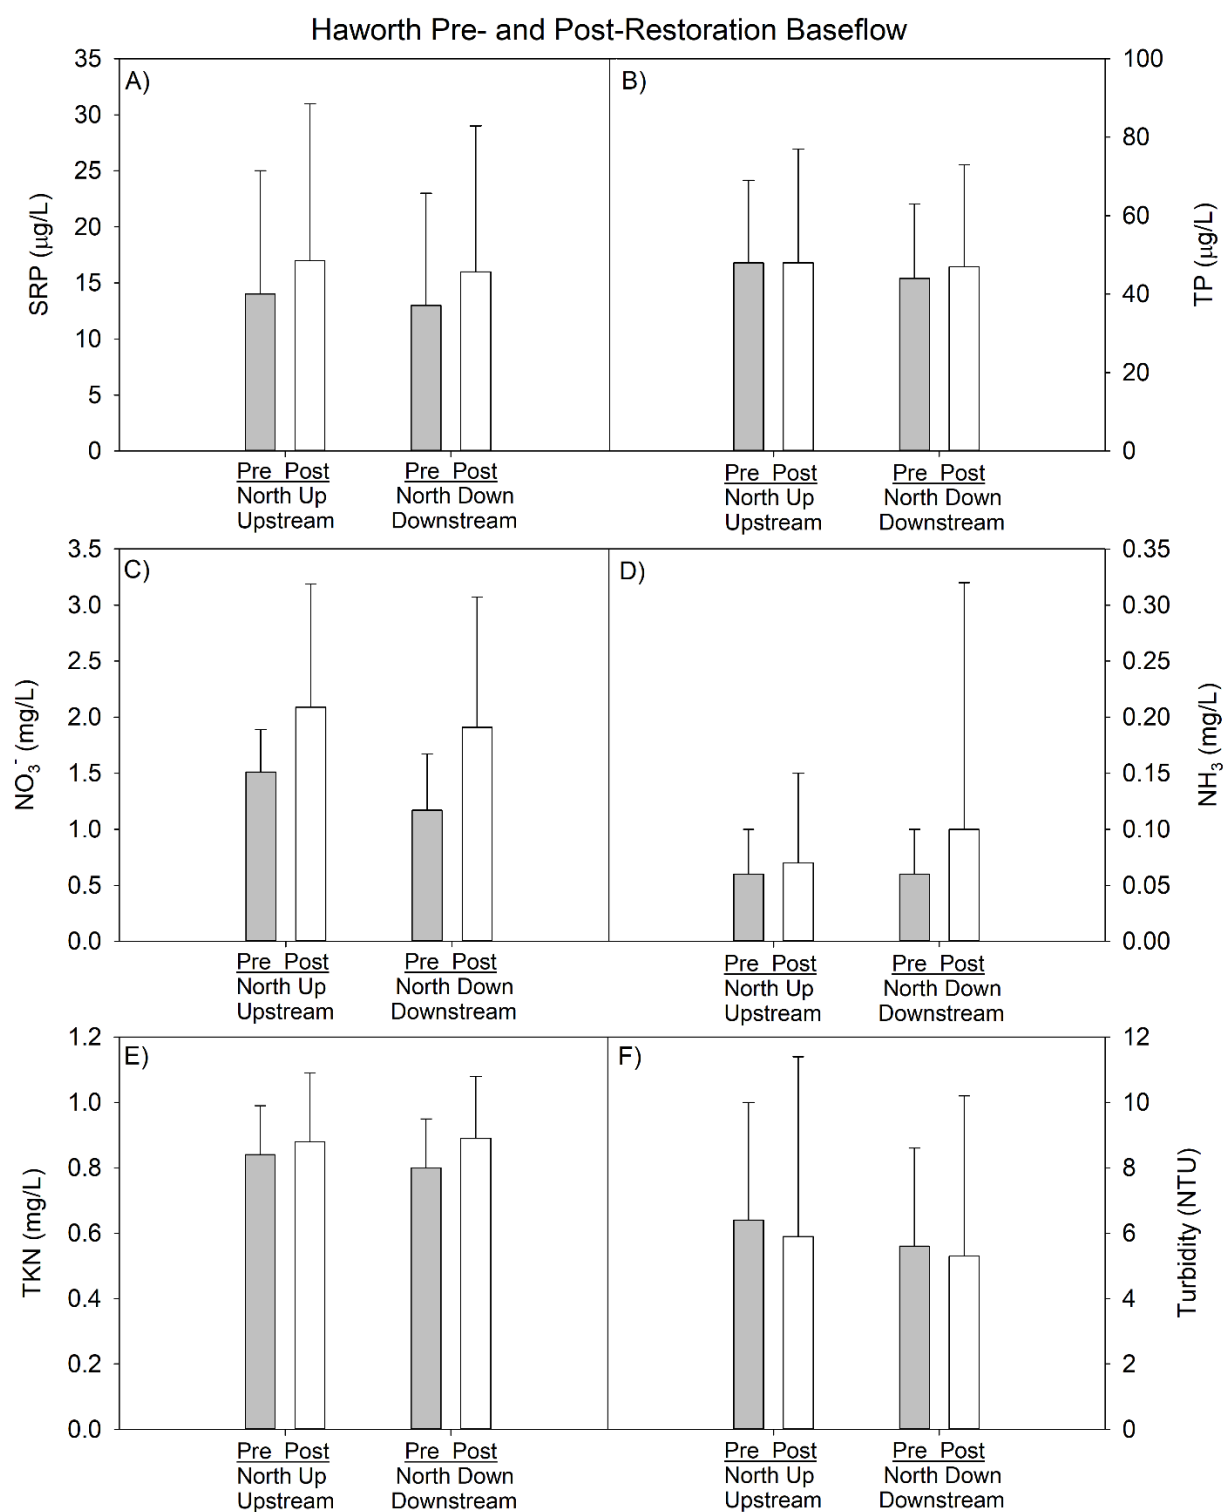 Haworth Pre- and Post-Restoration Baseflow
A)
B)
35
30
25
20
15
10
5
0
SRP (µg/L)
100
80
60
40
20
0
TP (µg/L)
Pre Post
North Up
Upstream
Pre Post
North Down
Downstream
Pre Post
North Up
Upstream
Pre Post
North Down
Downstream
C)
D)
3.5
3.0
2.5
2.0
1.5
1.0
0.5
0.0
NO₃⁻ (mg/L)
0.35
0.30
0.25
0.20
0.15
0.10
0.05
0.00
NH₃ (mg/L)
Pre Post
North Up
Upstream
Pre Post
North Down
Downstream
Pre Post
North Up
Upstream
Pre Post
North Down
Downstream
E)
F)
1.2
1.0
0.8
0.6
0.4
0.2
0.0
TKN (mg/L)
12
10
8
6
4
2
0
Turbidity (NTU)
Pre Post
North Up
Upstream
Pre Post
North Down
Downstream
Pre Post
North Up
Upstream
Pre Post
North Down
Downstream